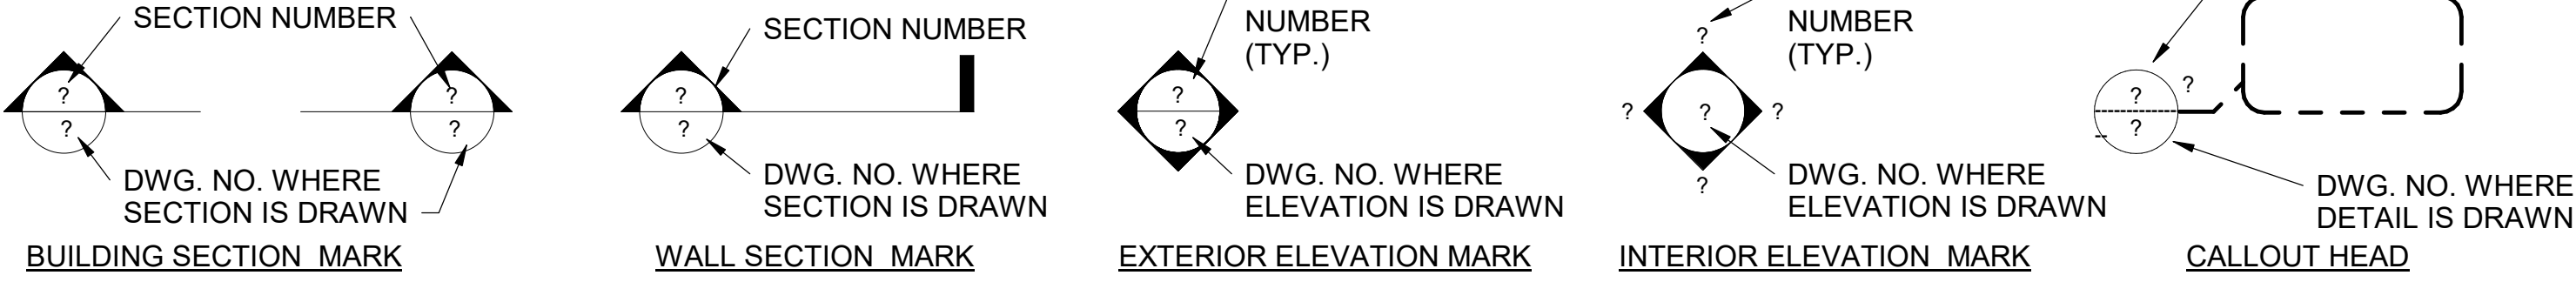 SECTION NUMBER
?
?
?
?
DWG. NO. WHERE
SECTION IS DRAWN
BUILDING SECTION MARK
SECTION NUMBER
?
?
DWG. NO. WHERE
SECTION IS DRAWN
WALL SECTION MARK
NUMBER
(TYP.)
?
?
DWG. NO. WHERE
ELEVATION IS DRAWN
EXTERIOR ELEVATION MARK
NUMBER
(TYP.)
?
?
?
?
?
DWG. NO. WHERE
ELEVATION IS DRAWN
INTERIOR ELEVATION MARK
?
?
?
DWG. NO. WHERE
DETAIL IS DRAWN
CALLOUT HEAD